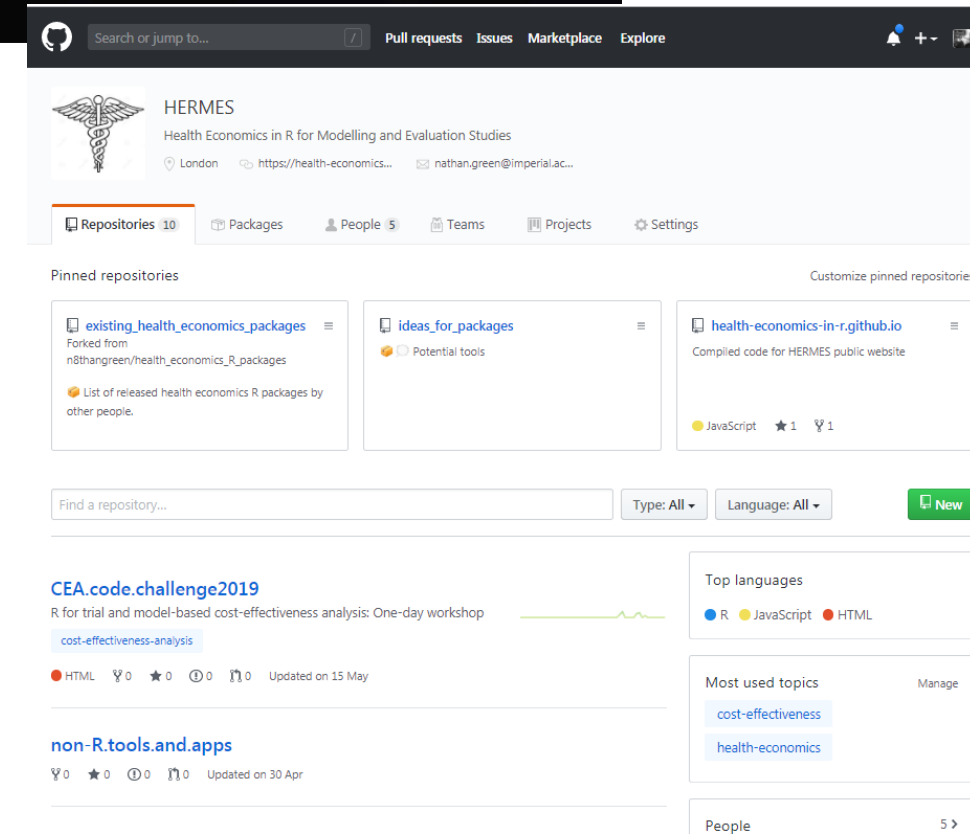 Search or jump to... /
Pull requests Issues Marketplace Explore
HERMES
Health Economics in R for Modelling and Evaluation Studies
London https://health-economics... nathan.green@imperial.ac...
Repositories 10 Packages People 5 Teams Projects Settings
Pinned repositories
Customize pinned repositories
existing_health_economics_packages
Forked from
n8thangreen/health_economics_R_packages
List of released health economics R packages by
other people.
ideas_for_packages
Potential tools
health-economics-in-r.github.io
Compiled code for HERMES public website
JavaScript 1 1
Find a repository...
Type: All
Language: All
New
CEA.code.challenge2019
R for trial and model-based cost-effectiveness analysis: One-day workshop
cost-effectiveness-analysis
HTML 0 0 0 0 Updated on 15 May
non-R.tools.and.apps
0 0 0 0 Updated on 30 Apr
Top languages
R JavaScript HTML
Most used topics
Manage
cost-effectiveness
health-economics
People
5 >